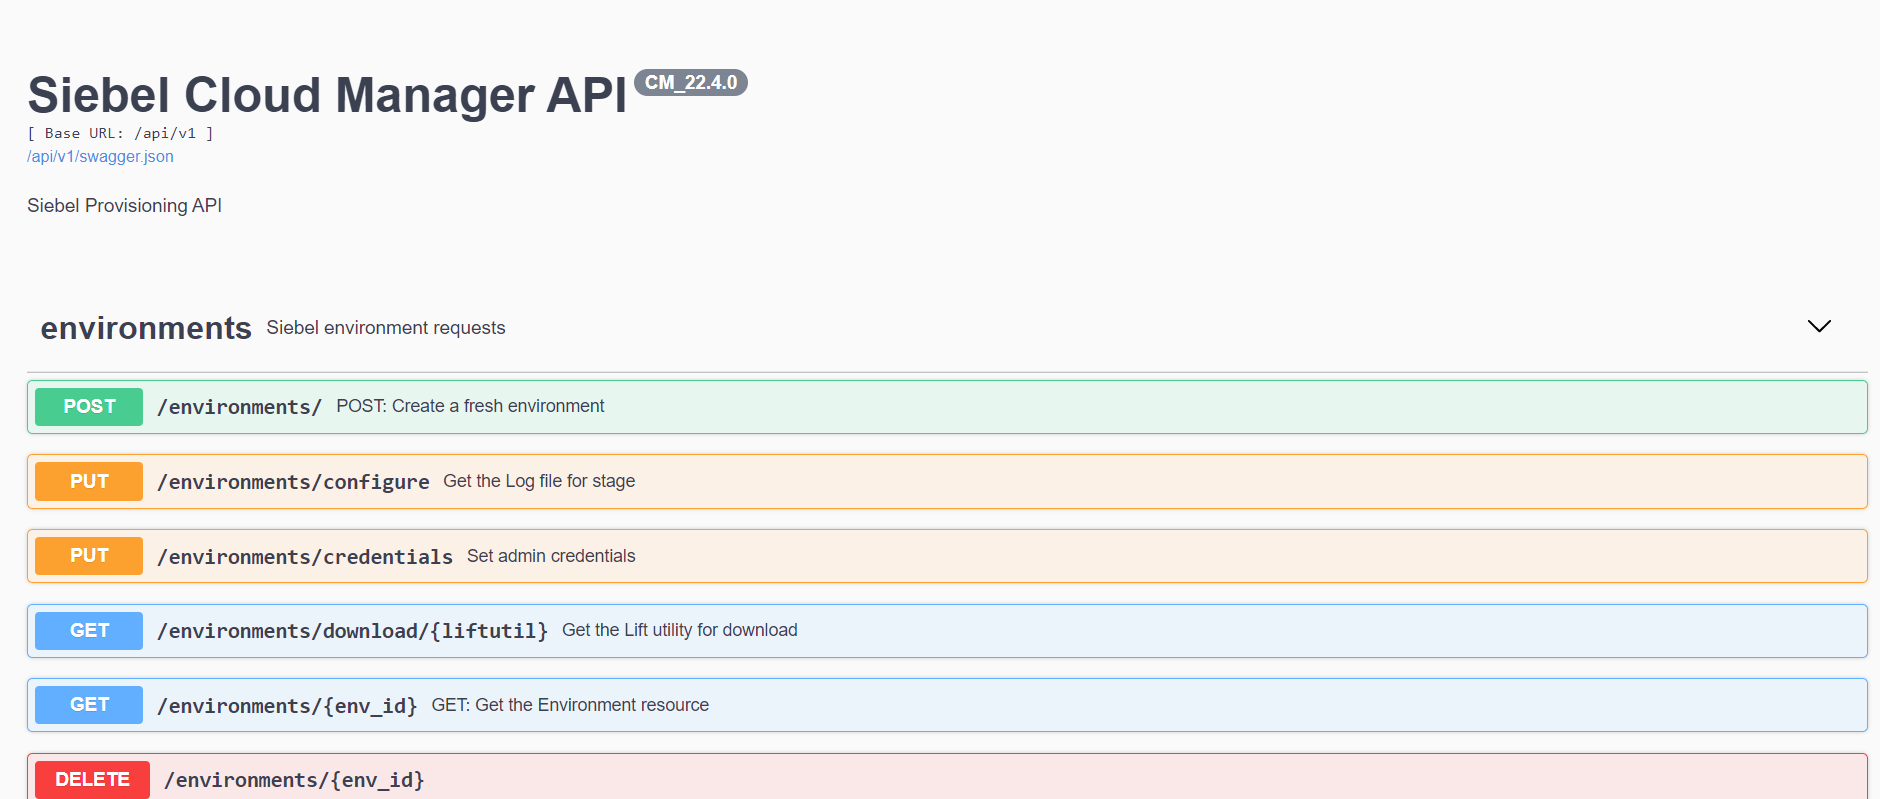 Siebel Cloud Manager API CM_22.4.0
[ Base URL: /api/v1 ]
/api/v1/swagger.json
Siebel Provisioning API
environments Siebel environment requests
POST /environments/ POST: Create a fresh environment
PUT /environments/configure Get the Log file for stage
PUT /environments/credentials Set admin credentials
GET /environments/download/{liftutil} Get the Lift utility for download
GET /environments/{env_id} GET: Get the Environment resource
DELETE /environments/{env_id}